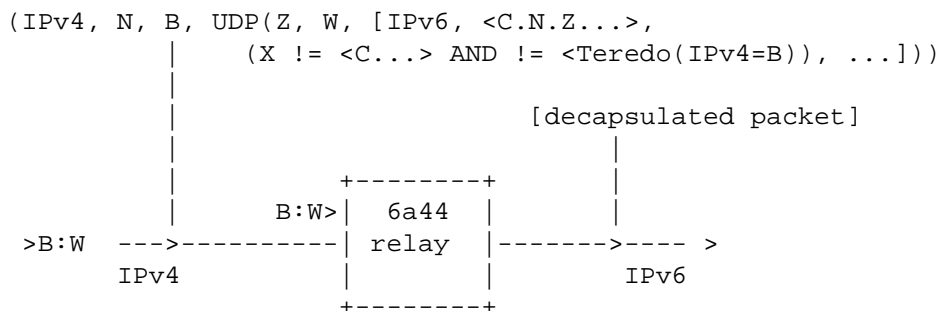 (IPv4, N, B, UDP(Z, W, [IPv6, <C.N.Z...>,
(X != <C...> AND != <Teredo(IPv4=B)), ...]))
[decapsulated packet]
B:W>| 6a44 |
>B:W --->-----------| relay |------->---- >
IPv4 IPv6